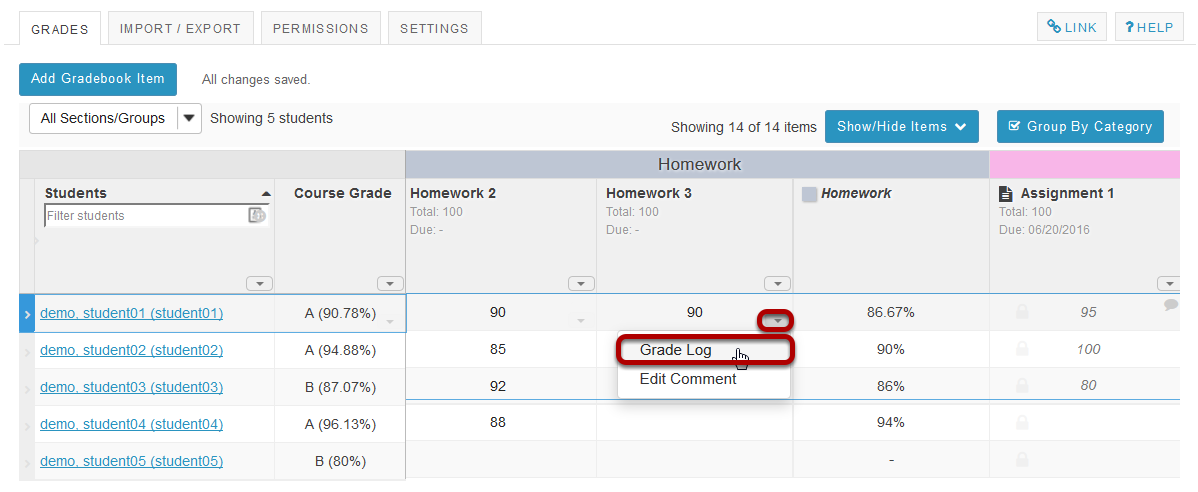 GRADES IMPORT / EXPORT PERMISSIONS SETTINGS LINK ?HELP
Add Gradebook Item All changes saved.
All Sections/Groups Showing 5 students
Showing 14 of 14 items Show/Hide Items Group By Category
Homework
Students Course Grade Homework 2 Homework 3 Homework Assignment 1
Filter students Total: 100 Total: 100 Total: 100
Due: - Due: - Due: 06/20/2016
demo, student01 (student01) A (90.78%) 90 90 86.67% 95
demo, student02 (student02) A (94.88%) 85 Grade Log 90% 100
demo, student03 (student03) B (87.07%) 92 Edit Comment 86% 80
demo, student04 (student04) A (96.13%) 88 94%
demo, student05 (student05) B (80%) -